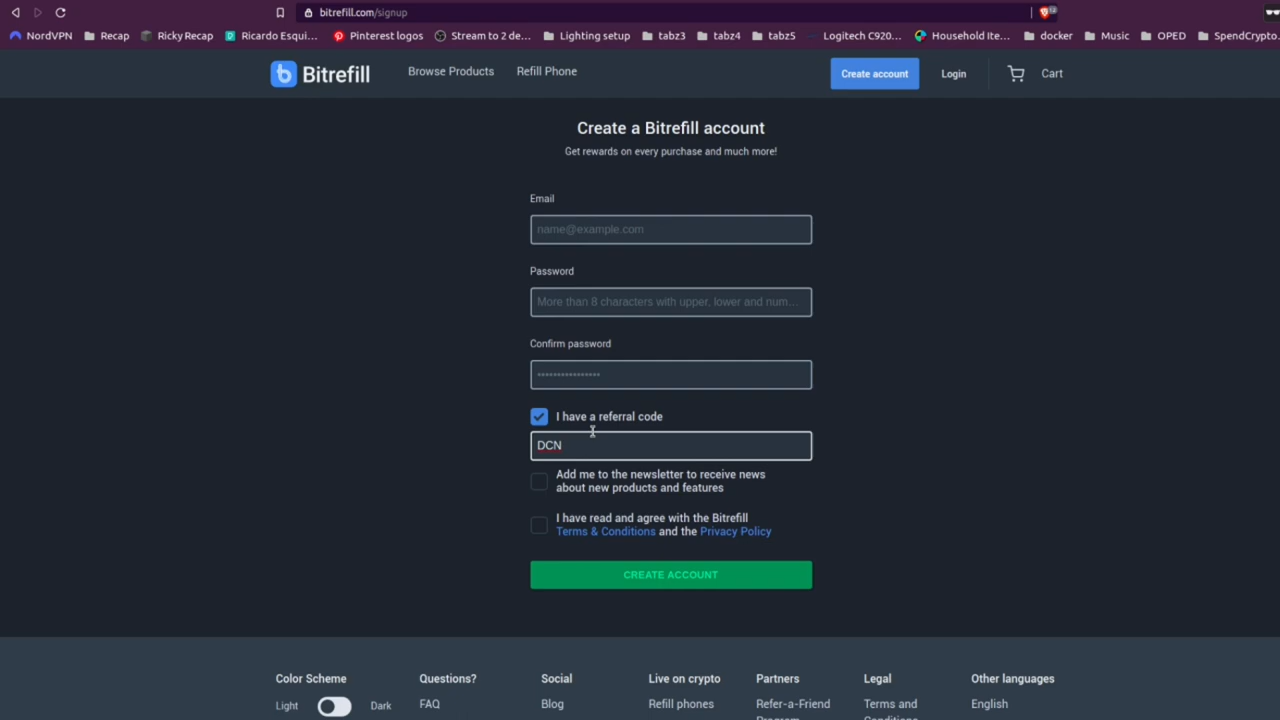 bitrefill.com/signup
12
NordVPN Recap Ricky Recap Ricardo Esqui... Pinterest logos Stream to 2 de... Lighting setup tabz3 tabz4 tabz5 Logitech C920... Household Ite... docker Music OPED SpendCrypto.
Bitrefill Browse Products Refill Phone Create account Login Cart
Create a Bitrefill account
Get rewards on every purchase and much more!
Email
name@example.com
Password
More than 8 characters with upper, lower and num...
Confirm password
I have a referral code
DCN
Add me to the newsletter to receive news
about new products and features
I have read and agree with the Bitrefill
Terms & Conditions and the Privacy Policy
CREATE ACCOUNT
Color Scheme Questions? Social Live on crypto Partners Legal Other languages
Light Dark FAQ Blog Refill phones Refer-a-Friend Terms and English
Program Conditions